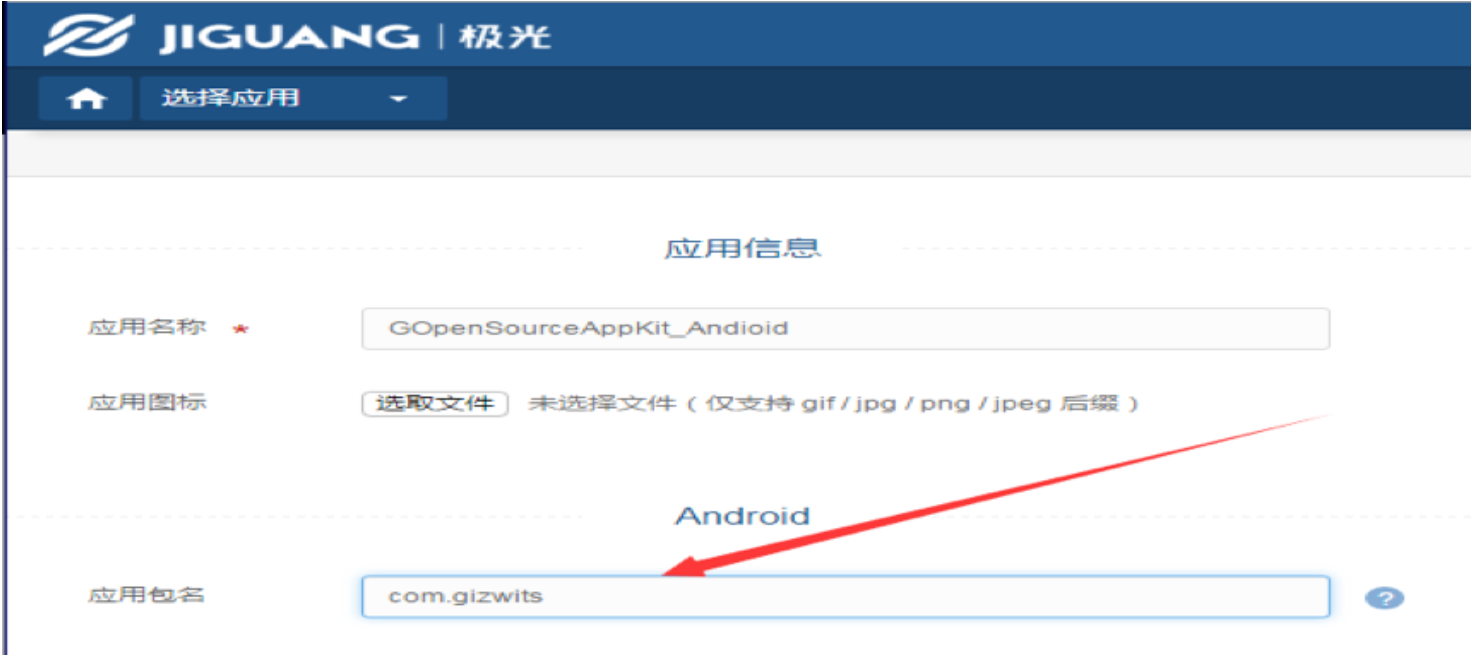 JIGUANG | 极光
选择应用
应用信息
应用名称 * GOpenSourceAppKit_Andioid
应用图标 选取文件 未选择文件 ( 仅支持 gif / jpg / png / jpeg 后缀 )
Android
应用包名 com.gizwits ?